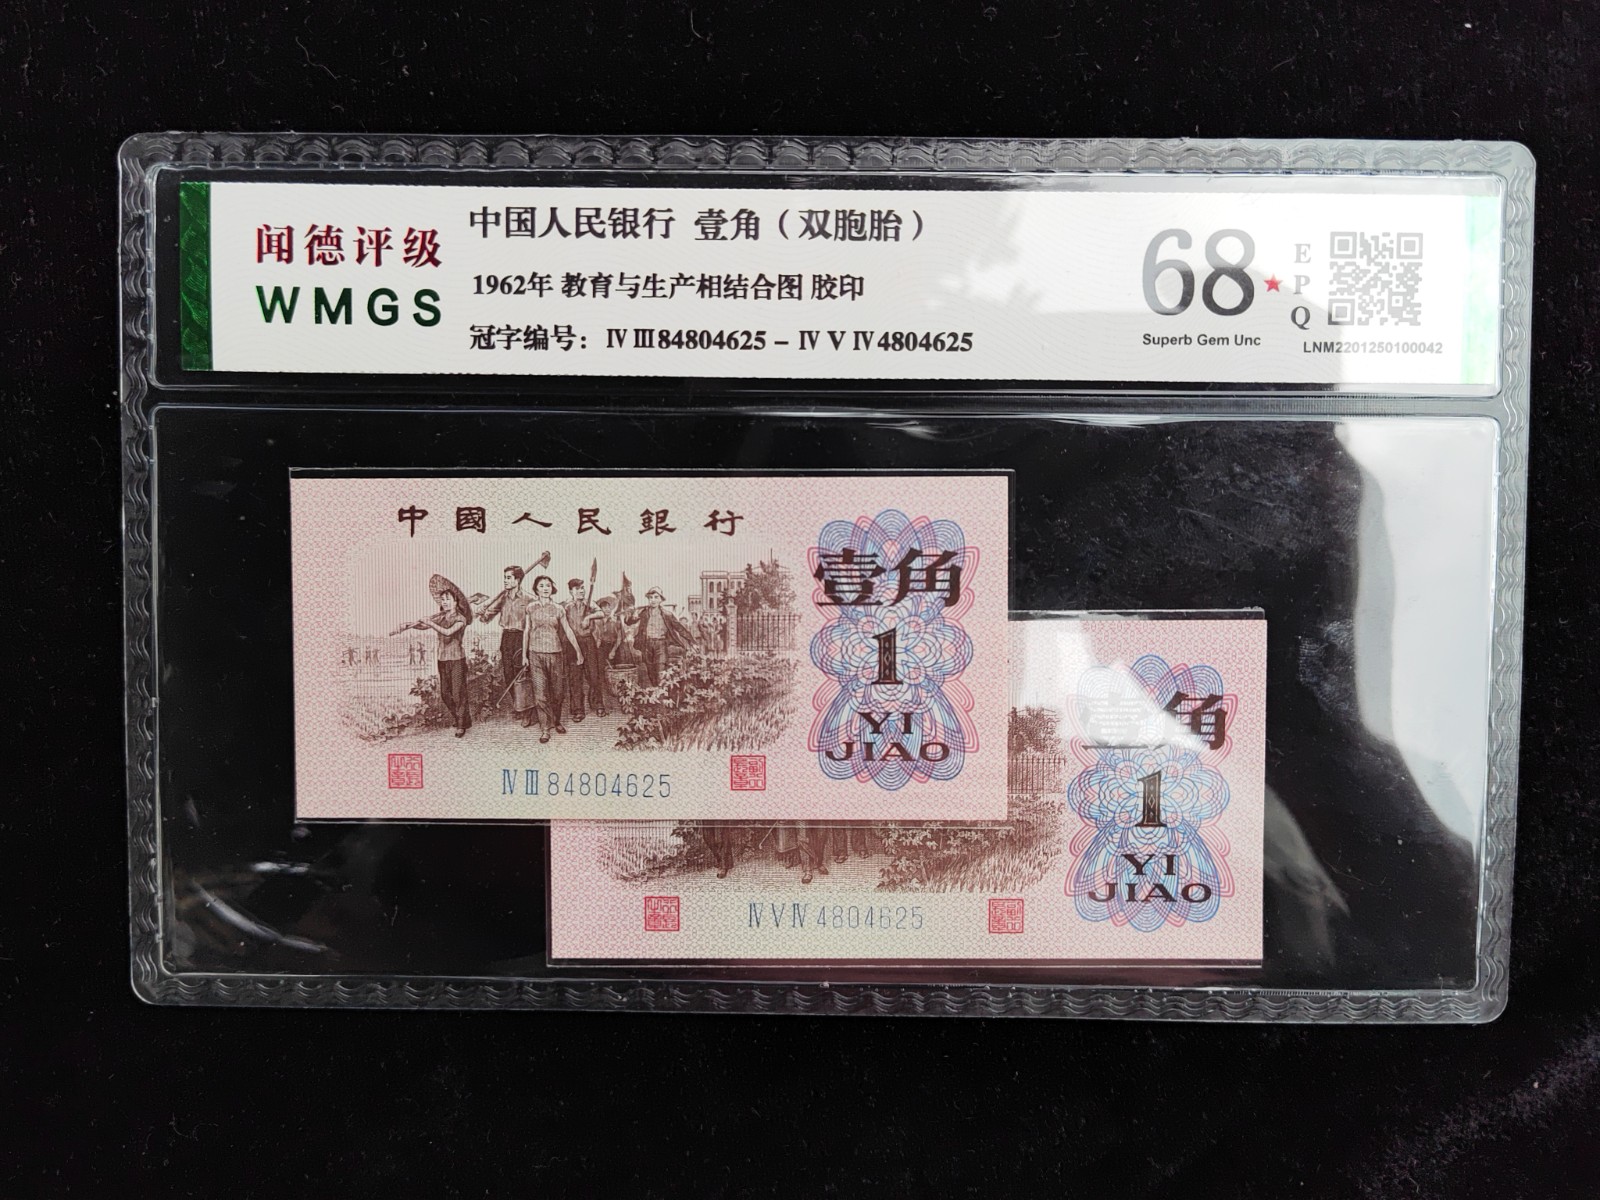 闻德评级
WMGS
中国人民银行 壹角（双胞胎）
1962年 教育与生产相结合图 胶印
冠字编号：ⅣⅢ84804625 – ⅣⅤⅣ4804625
68★
EPQ
Superb Gem Unc
LNM2201250100042
中國人民銀行
壹角
1
YI
JIAO
ⅣⅢ84804625
壹角
1
YI
JIAO
ⅣⅤⅣ4804625